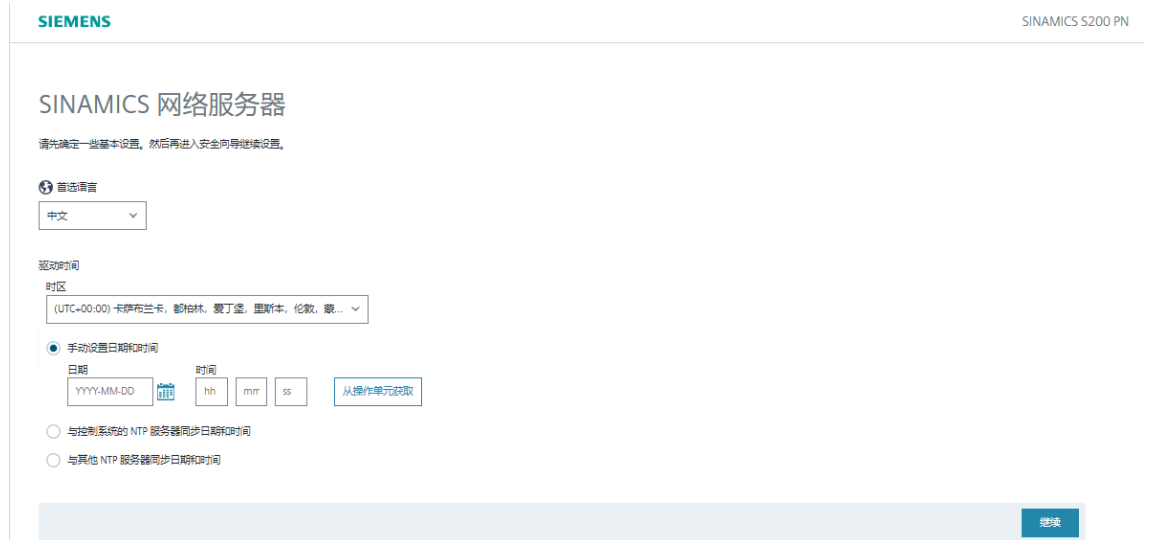 SIEMENS
SINAMICS S200 PN
SINAMICS 网络服务器
请先确定一些基本设置。然后再进入安全向导继续设置。
首选语言
中文
驱动时间
时区
(UTC+00:00) 卡萨布兰卡，都柏林，爱丁堡，里斯本，伦敦，蒙...
手动设置日期和时间
日期 时间
YYYY-MM-DD hh mm ss 从操作单元获取
与控制系统的 NTP 服务器同步日期和时间
与其他 NTP 服务器同步日期和时间
继续